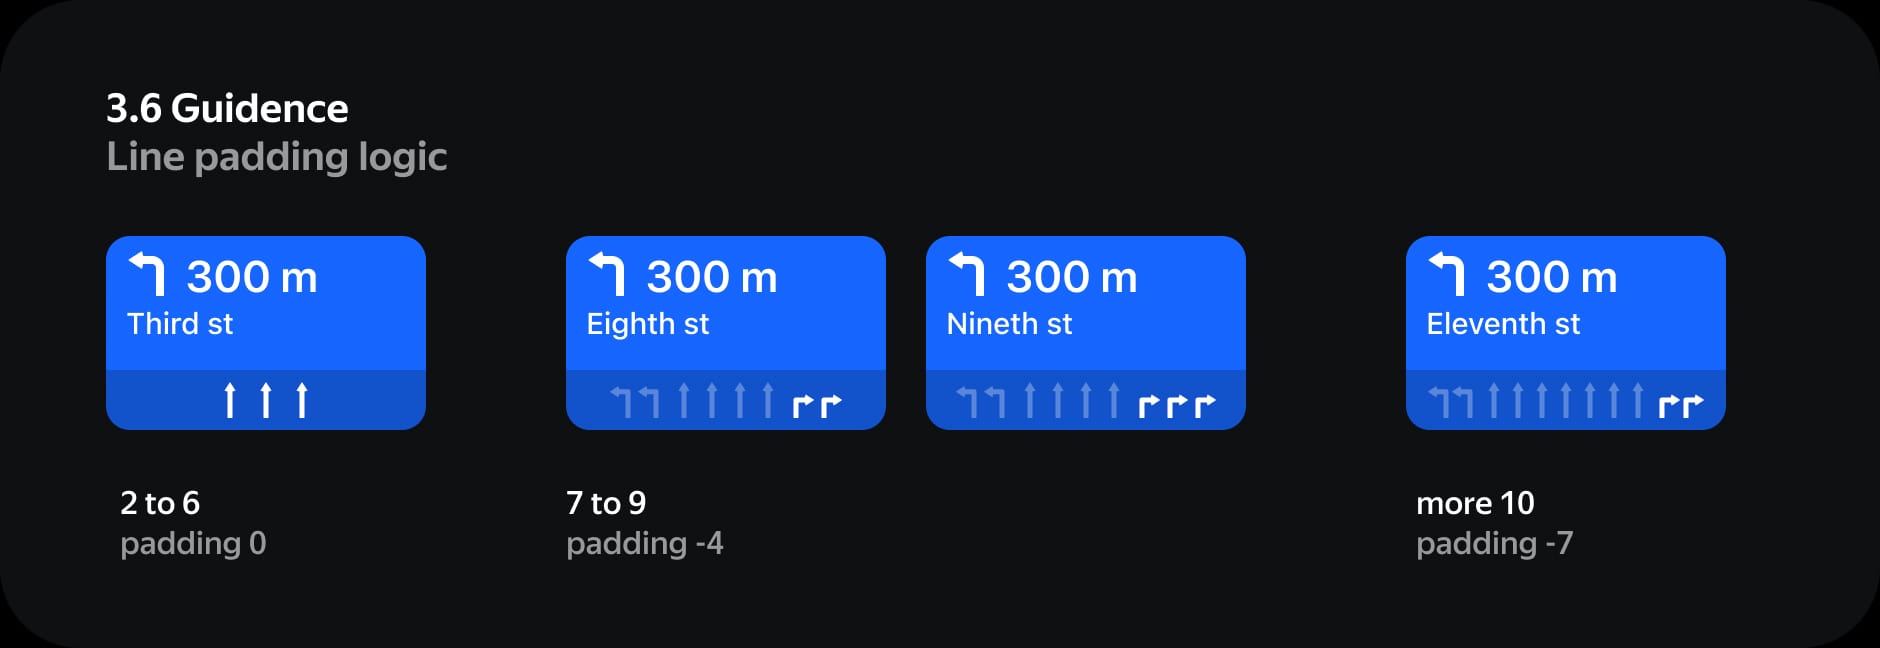 3.6 Guidence
Line padding logic
300 m
Third st
300 m
Eighth st
300 m
Nineth st
300 m
Eleventh st
2 to 6
padding 0
7 to 9
padding -4
more 10
padding -7